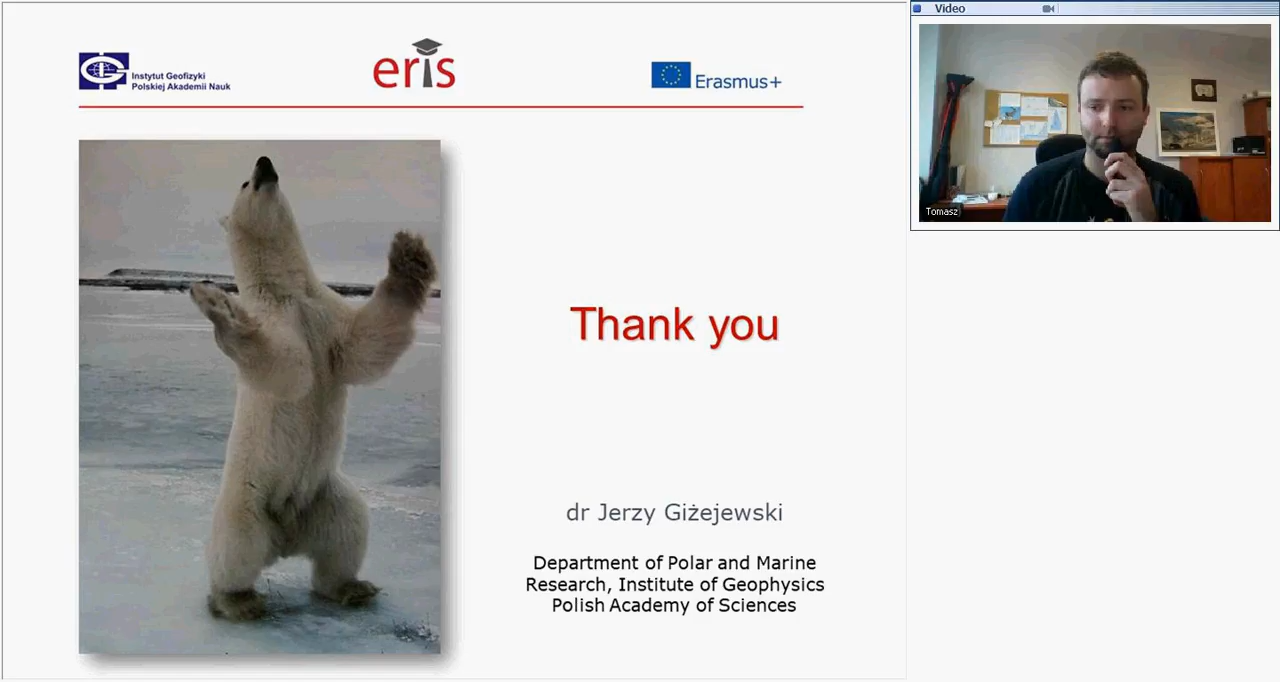 Instytut Geofizyki
Polskiej Akademii Nauk
eris
Erasmus+
Thank you
dr Jerzy Giżejewski
Department of Polar and Marine
Research, Institute of Geophysics
Polish Academy of Sciences
Video
Tomasz